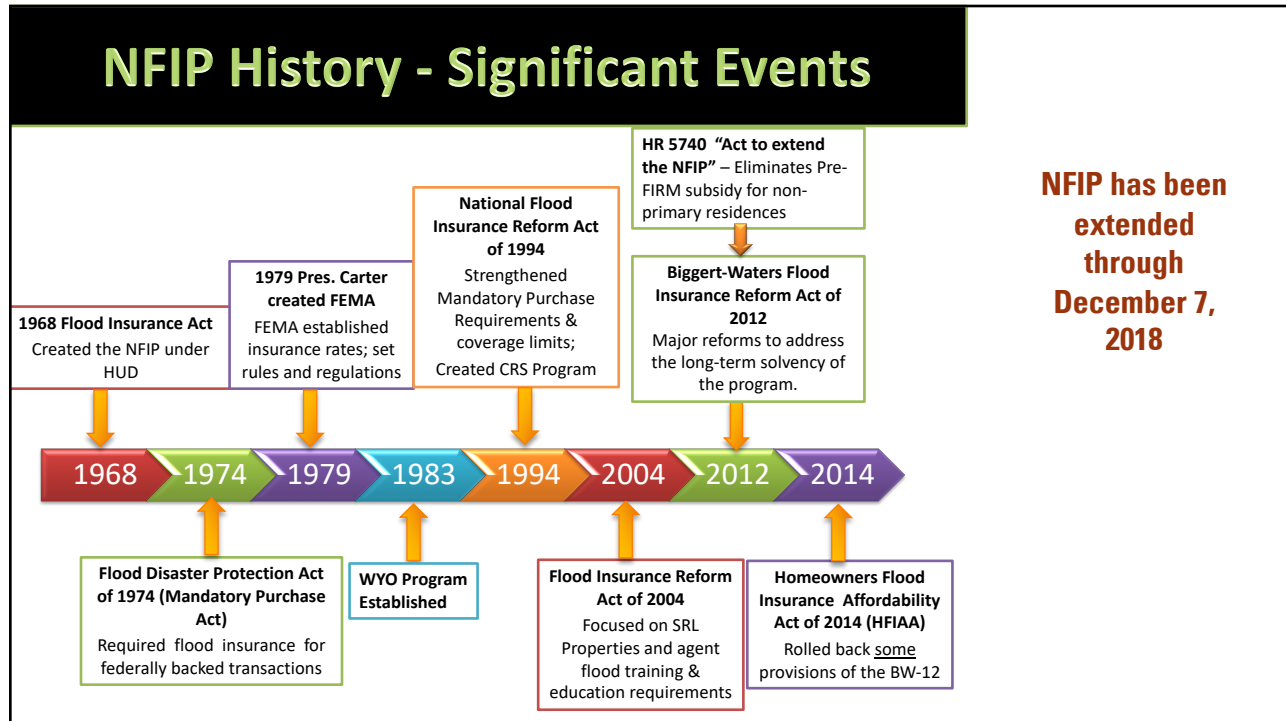 NFIP History - Significant Events
NFIP has been
extended
through
December 7,
2018
1968 Flood Insurance Act
Created the NFIP under
HUD
1979 Pres. Carter
created FEMA
FEMA established
insurance rates; set
rules and regulations
National Flood
Insurance Reform Act
of 1994
Strengthened
Mandatory Purchase
Requirements &
coverage limits;
Created CRS Program
HR 5740 “Act to extend
the NFIP” – Eliminates Pre-
FIRM subsidy for non-
primary residences
Biggert-Waters Flood
Insurance Reform Act of
2012
Major reforms to address
the long-term solvency of
the program.
1968
1974
1979
1983
1994
2004
2012
2014
Flood Disaster Protection Act
of 1974 (Mandatory Purchase
Act)
Required flood insurance for
federally backed transactions
WYO Program
Established
Flood Insurance Reform
Act of 2004
Focused on SRL
Properties and agent
flood training &
education requirements
Homeowners Flood
Insurance Affordability
Act of 2014 (HFIAA)
Rolled back some
provisions of the BW-12